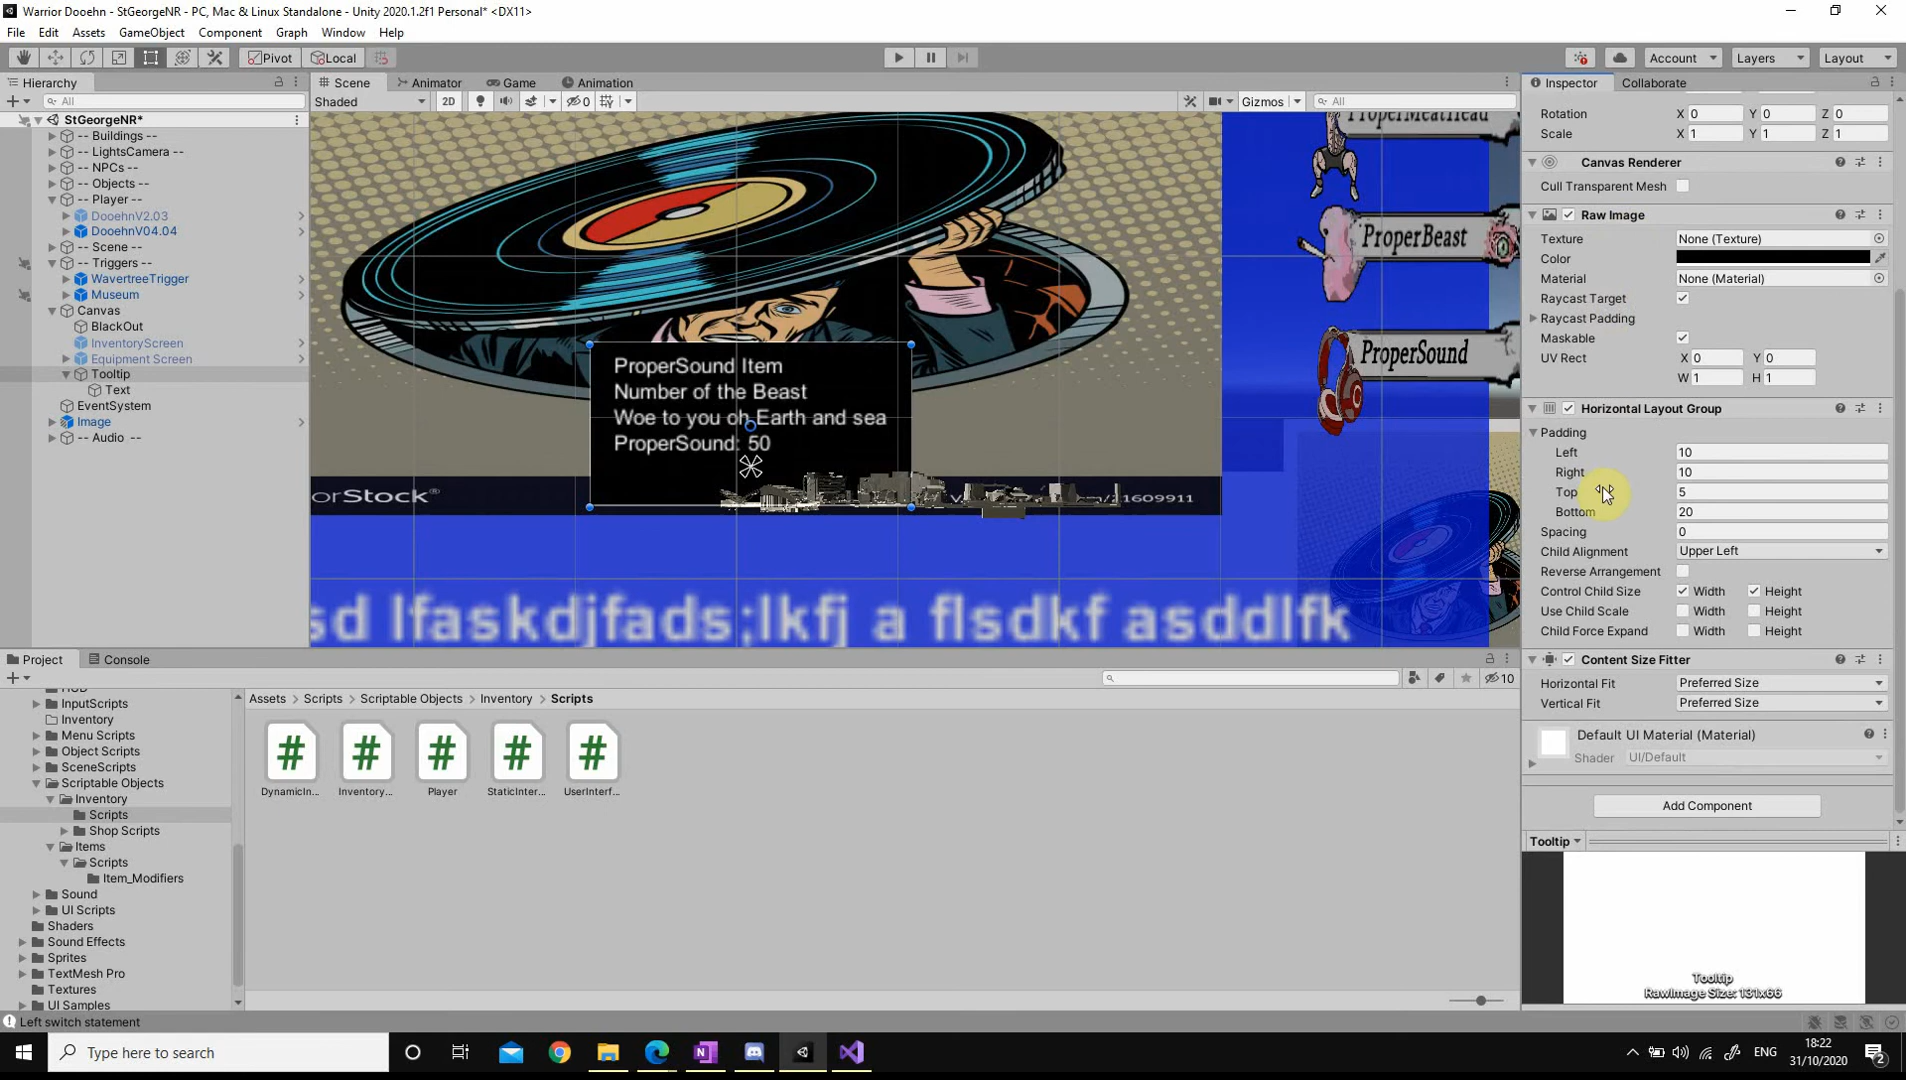 Warrior Dooehn - StGeorgeNR - PC, Mac & Linux Standalone - Unity 2020.1.2f1 Personal* <DX11>
File Edit Assets GameObject Component Graph Window Help
Pivot Local Account Layers Layout
Hierarchy
All
StGeorgeNR*
-- Buildings --
-- LightsCamera --
-- NPCs --
-- Objects --
-- Player --
DooehnV2.03
DooehnV04.04
-- Scene --
-- Triggers --
WavertreeTrigger
Museum
Canvas
BlackOut
InventoryScreen
Equipment Screen
Tooltip
Text
EventSystem
Image
-- Audio --
Scene Animator Game Animation
Shaded 2D 0 Gizmos All
ProperMeatHead
ProperBeast
ProperSound
ProperSound Item
Number of the Beast
Woe to you oh Earth and sea
ProperSound: 50
orStock®
/21609911
sd lfaskdjfads;lkfj a flsdkf asddlfk
Inspector Collaborate
Rotation X 0 Y 0 Z 0
Scale X 1 Y 1 Z 1
Canvas Renderer
Cull Transparent Mesh
Raw Image
Texture None (Texture)
Color
Material None (Material)
Raycast Target
Raycast Padding
Maskable
UV Rect X 0 Y 0
W 1 H 1
Horizontal Layout Group
Padding
Left 10
Right 10
Top 5
Bottom 20
Spacing 0
Child Alignment Upper Left
Reverse Arrangement
Control Child Size Width Height
Use Child Scale Width Height
Child Force Expand Width Height
Content Size Fitter
Horizontal Fit Preferred Size
Vertical Fit Preferred Size
Default UI Material (Material)
Shader UI/Default
Add Component
Tooltip
Tooltip
RawImage Size: 131x66
Project Console
10
HUD
InputScripts
Inventory
Menu Scripts
Object Scripts
SceneScripts
Scriptable Objects
Inventory
Scripts
Shop Scripts
Items
Scripts
Item_Modifiers
Sound
UI Scripts
Shaders
Sound Effects
Sprites
TextMesh Pro
Textures
UI Samples
Assets > Scripts > Scriptable Objects > Inventory > Scripts
# # # # #
DynamicIn... Inventory... Player StaticInter... UserInterf...
Left switch statement
Type here to search
ENG
18:22
31/10/2020
2